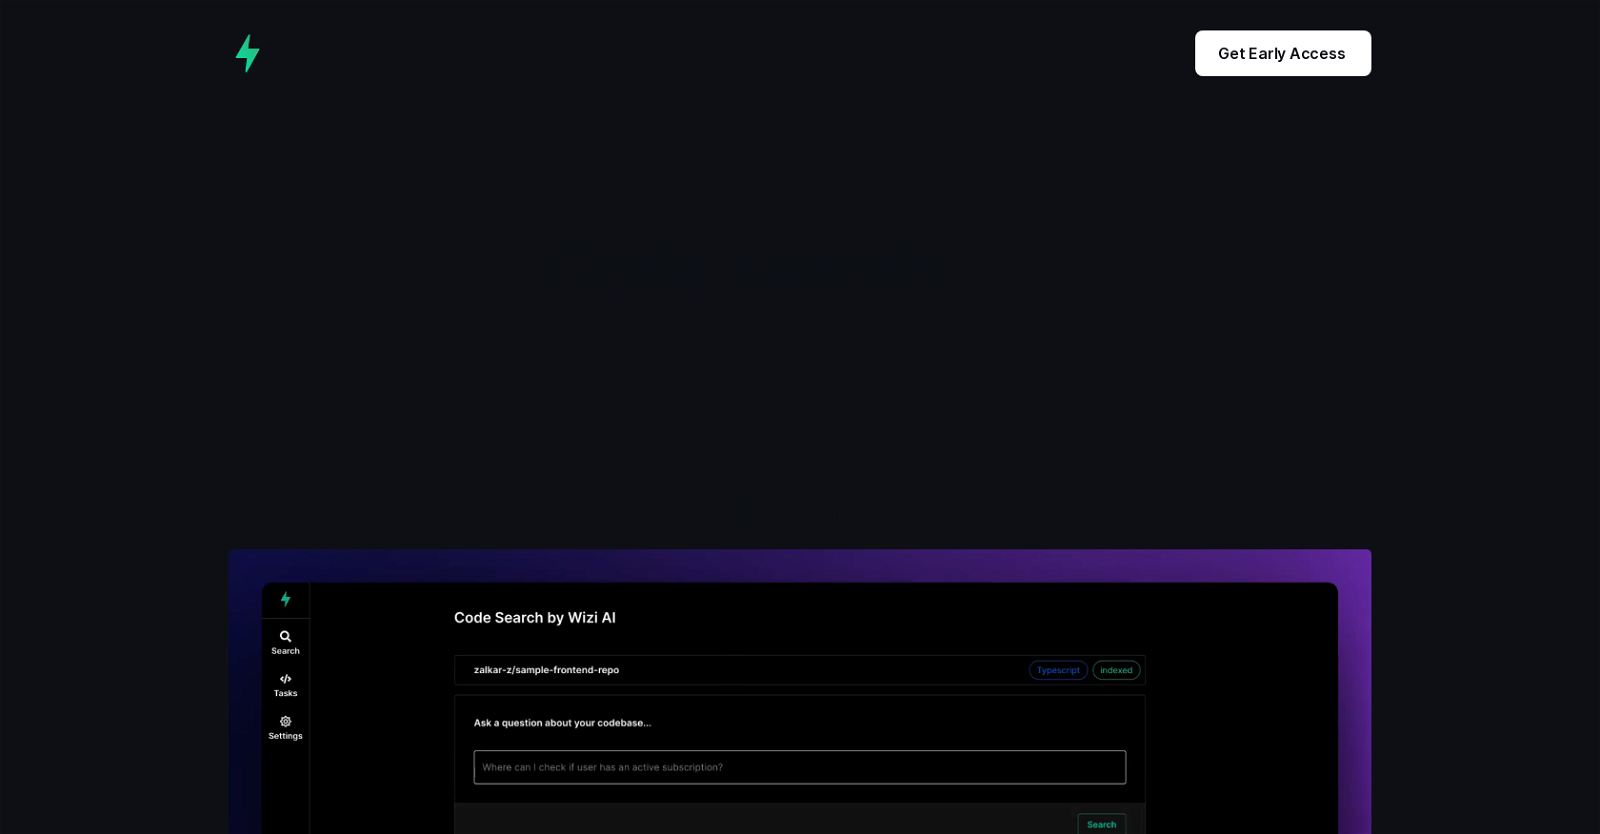 Get Early Access
Code Search by Wizi AI
Search
zalkar-z/sample-frontend-repo
Typescript
indexed
Tasks
Ask a question about your codebase...
Settings
Where can I check if user has an active subscription?
Search